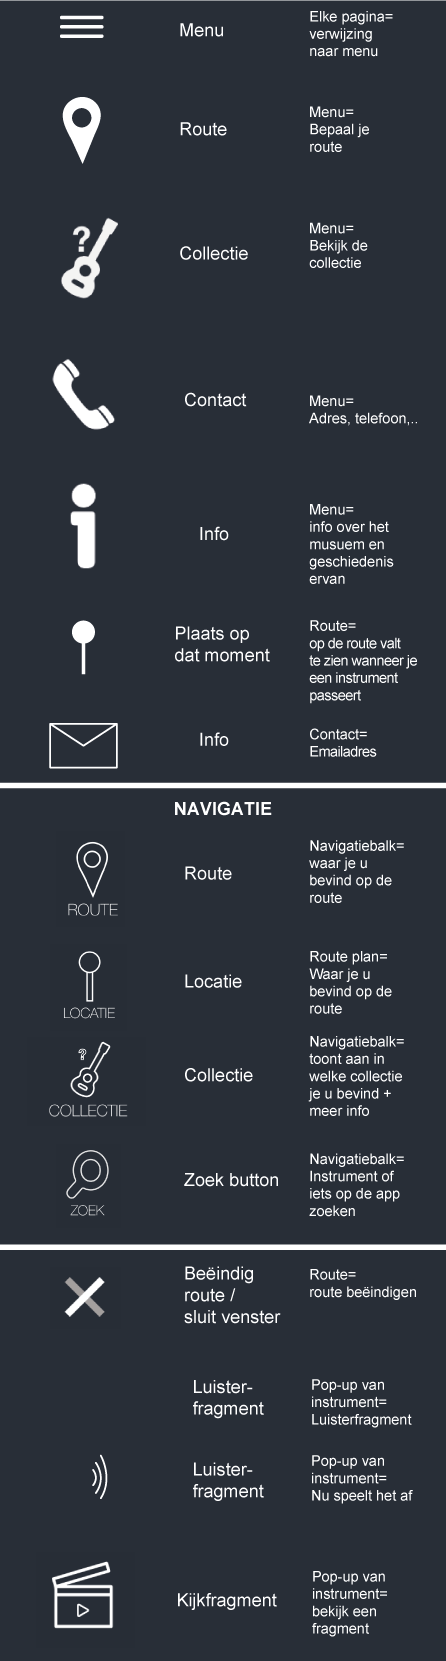 Menu
Elke pagina=
verwijzing
naar menu
Route
Menu=
Bepaal je
route
?
Collectie
Menu=
Bekijk de
collectie
Contact
Menu=
Adres, telefoon,..
Info
Menu=
info over het
musuem en
geschiedenis
ervan
Plaats op
dat moment
Route=
op de route valt
te zien wanneer je
een instrument
passeert
Info
Contact=
Emailadres
NAVIGATIE
ROUTE
Route
Navigatiebalk=
waar je u
bevind op de
route
LOCATIE
Locatie
Route plan=
Waar je u
bevind op de
route
?
COLLECTIE
Collectie
Navigatiebalk=
toont aan in
welke collectie
je u bevind +
meer info
ZOEK
Zoek button
Navigatiebalk=
Instrument of
iets op de app
zoeken
Beëindig
route /
sluit venster
Route=
route beëindigen
Luister-
fragment
Pop-up van
instrument=
Luisterfragment
Luister-
fragment
Pop-up van
instrument=
Nu speelt het af
Kijkfragment
Pop-up van
instrument=
bekijk een
fragment